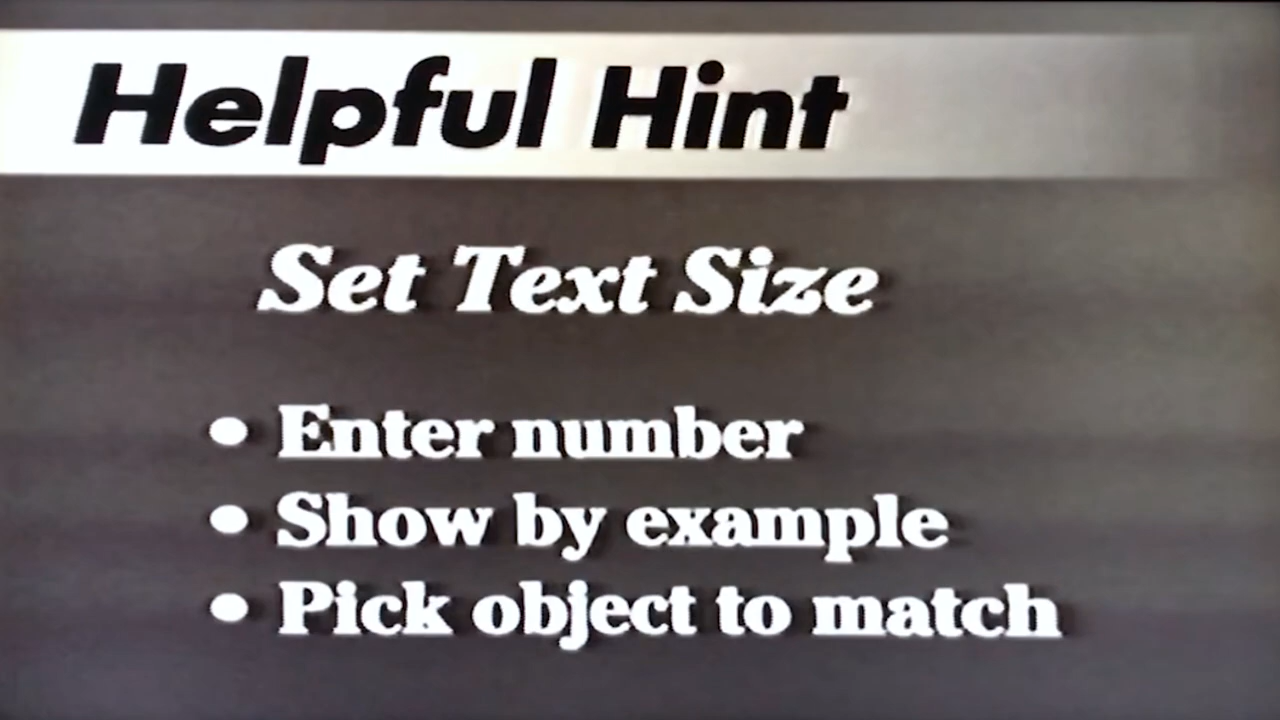 Helpful Hint
Set Text Size
• Enter number
• Show by example
• Pick object to match